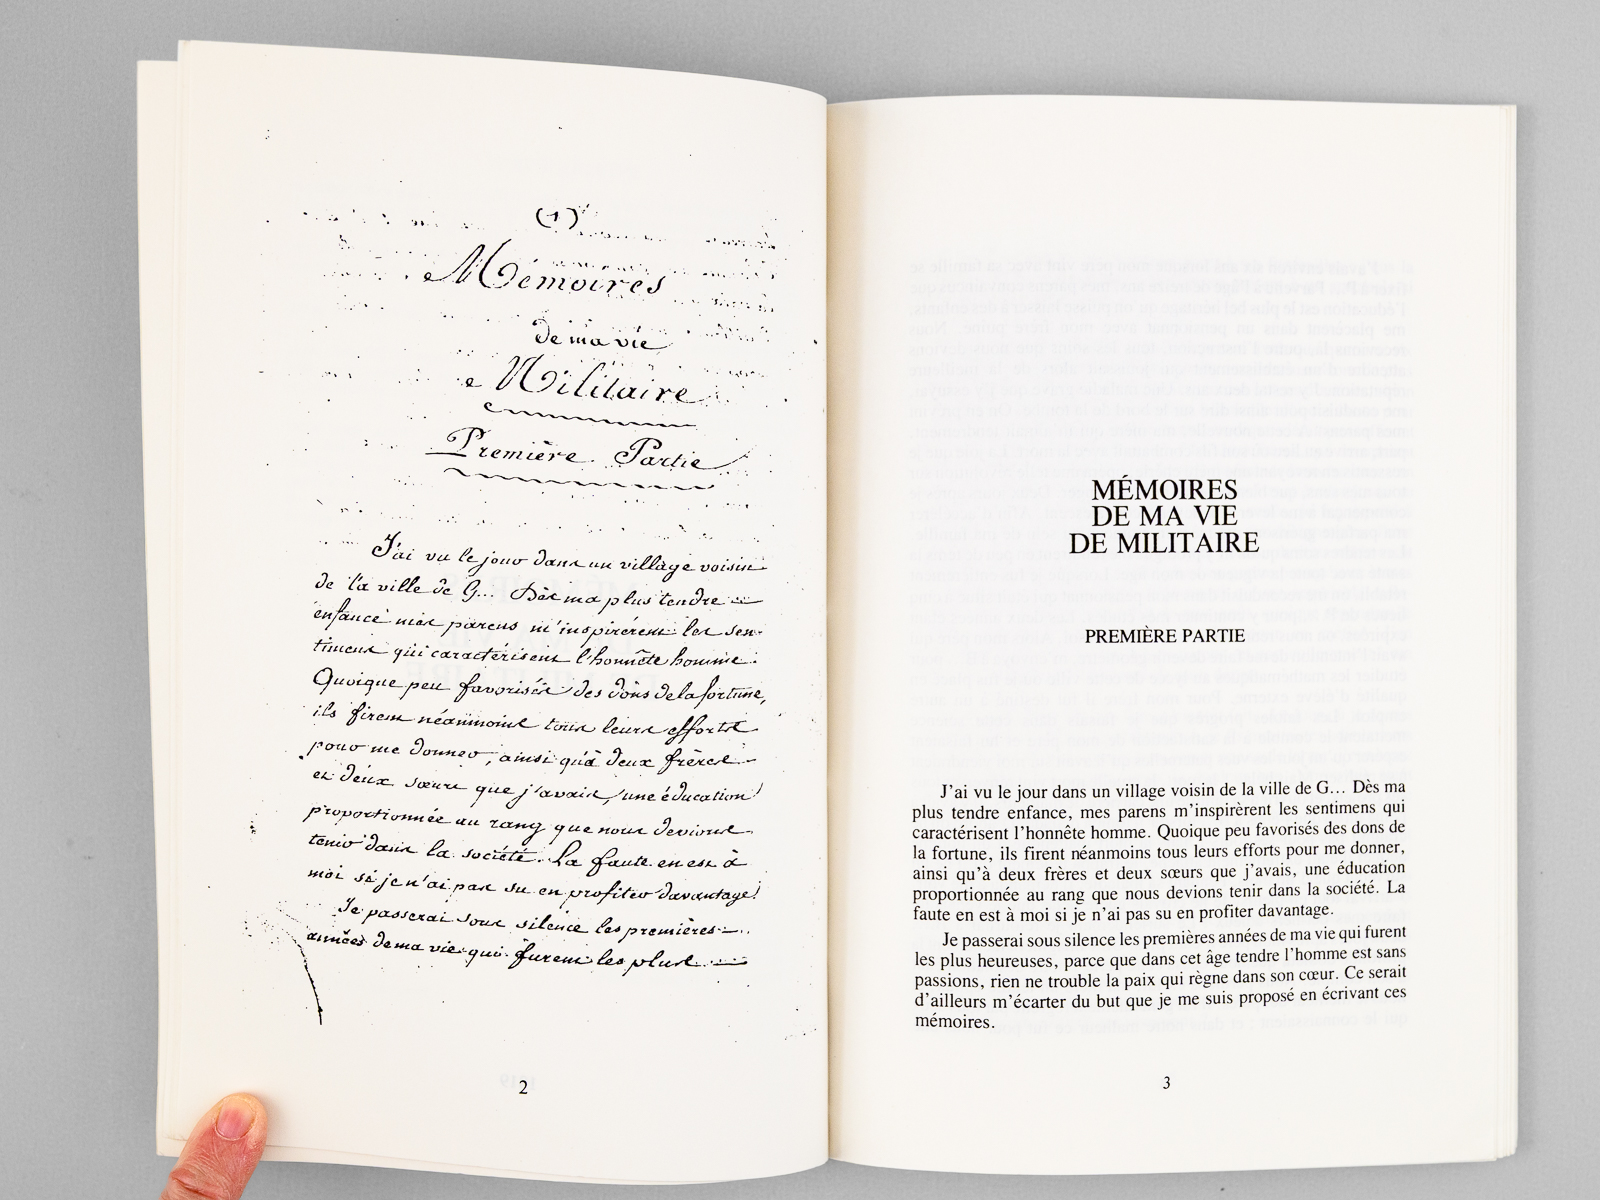 (1)
Mémoires
de ma vie
Militaire
Première Partie
J'ai vu le jour dans un village voisin
de la ville de G... Dès ma plus tendre
enfance mes parens m'inspirèrent les sen-
timens qui caractérisent l'honnête homme.
Quoique peu favorisés des dons de la fortune,
ils firent néanmoins tous leurs efforts
pour me donner, ainsi qu'à deux frères
et deux sœurs que j'avais, une éducation
proportionnée au rang que nous devions
tenir dans la société. La faute en est à
moi si je n'ai pas su en profiter davantage.
Je passerai sous silence les premières
années de ma vie qui furent les plus
2
MÉMOIRES
DE MA VIE
DE MILITAIRE
PREMIÈRE PARTIE
J'ai vu le jour dans un village voisin de la ville de G... Dès ma
plus tendre enfance, mes parens m'inspirèrent les sentimens qui
caractérisent l'honnête homme. Quoique peu favorisés des dons de
la fortune, ils firent néanmoins tous leurs efforts pour me donner,
ainsi qu'à deux frères et deux sœurs que j'avais, une éducation
proportionnée au rang que nous devions tenir dans la société. La
faute en est à moi si je n'ai pas su en profiter davantage.
Je passerai sous silence les premières années de ma vie qui furent
les plus heureuses, parce que dans cet âge tendre l'homme est sans
passions, rien ne trouble la paix qui règne dans son cœur. Ce serait
d'ailleurs m'écarter du but que je me suis proposé en écrivant ces
mémoires.
3